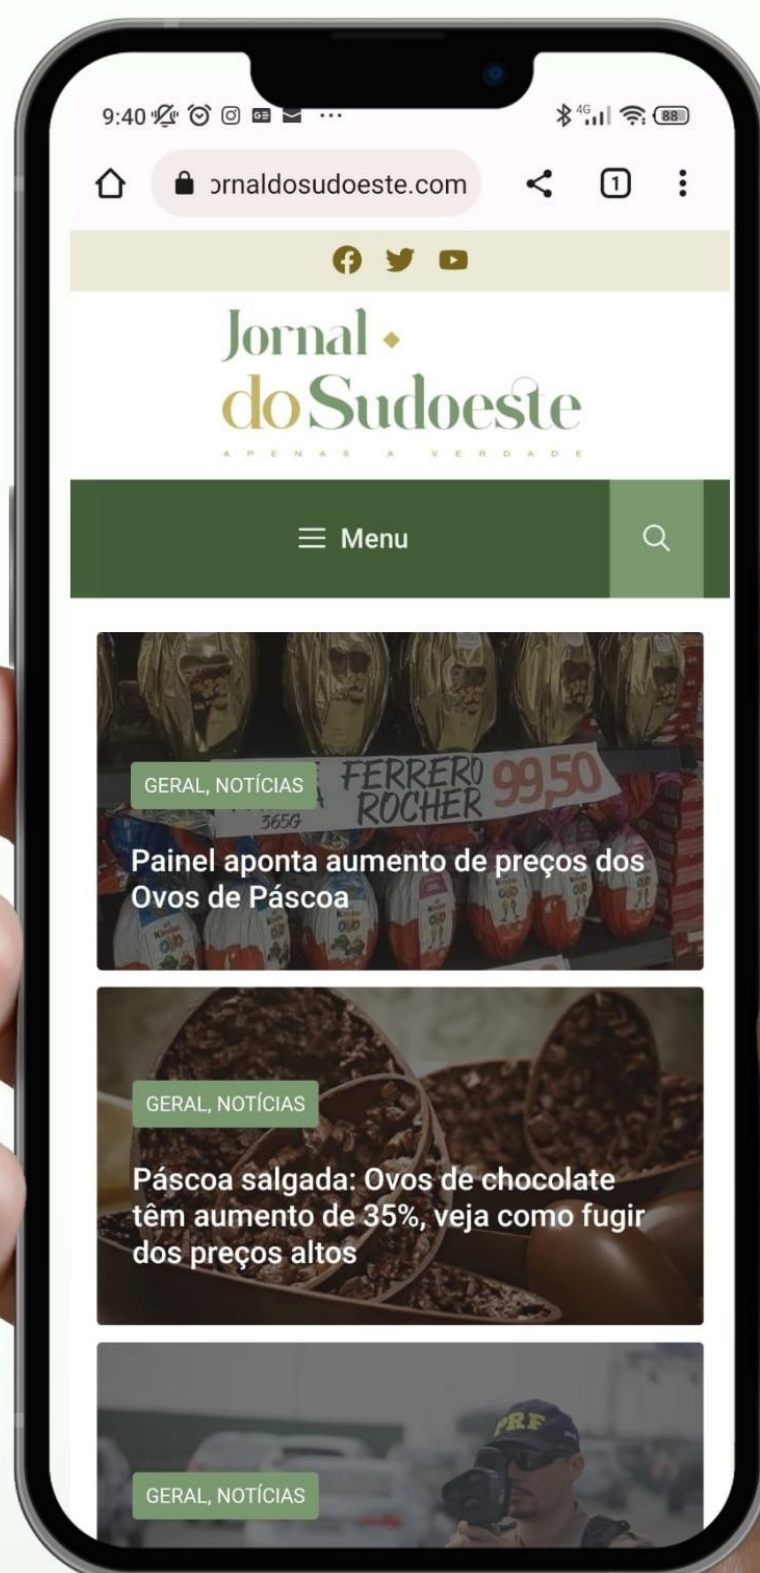 9:40
4G
88
ornaldosudoeste.com
1
Jornal
do Sudoeste
APENAS A VERDADE
Menu
GERAL, NOTÍCIAS
FERRERO
ROCHER
99,50
365G
Painel aponta aumento de preços dos
Ovos de Páscoa
GERAL, NOTÍCIAS
Páscoa salgada: Ovos de chocolate
têm aumento de 35%, veja como fugir
dos preços altos
PRF
GERAL, NOTÍCIAS